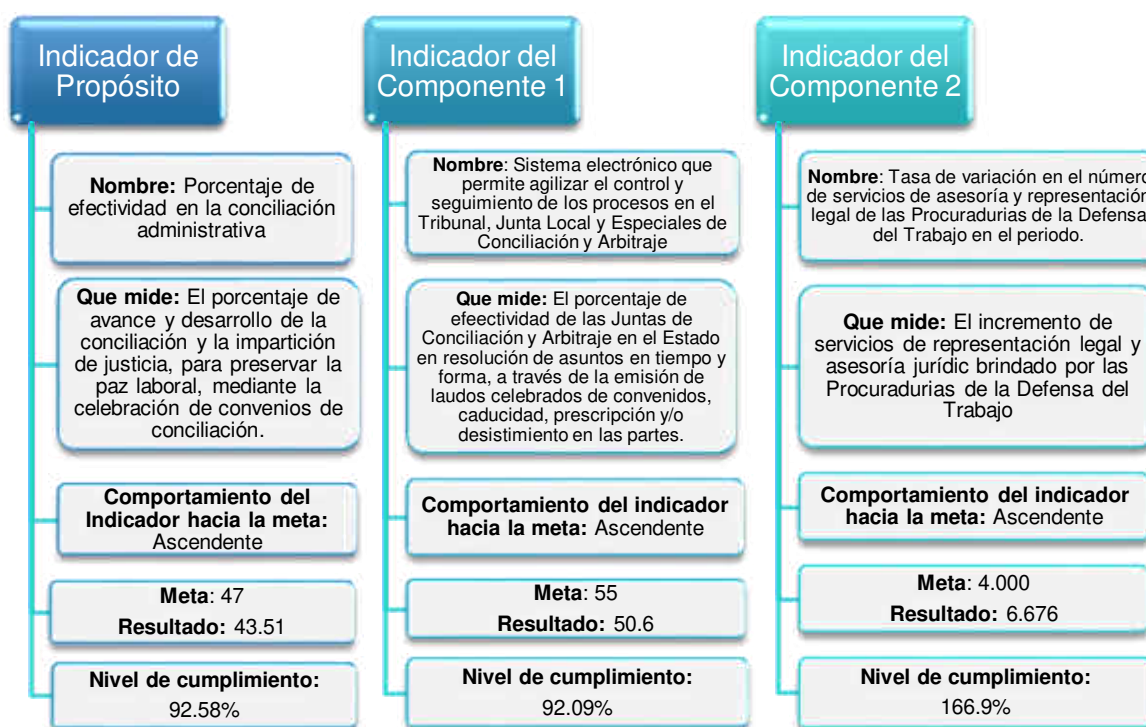 Indicador de
Propósito
Nombre: Porcentaje de
efectividad en la conciliación
administrativa
Que mide: El porcentaje de
avance y desarrollo de la
conciliación y la impartición
de justicia, para preservar la
paz laboral, mediante la
celebración de convenios de
conciliación.
Comportamiento del
Indicador hacia la meta:
Ascendente
Meta: 47
Resultado: 43.51
Nivel de cumplimiento:
92.58%
Indicador del
Componente 1
Nombre: Sistema electrónico que
permite agilizar el control y
seguimiento de los procesos en el
Tribunal, Junta Local y Especiales de
Conciliación y Arbitraje
Que mide: El porcentaje de
efeectividad de las Juntas de
Conciliación y Arbitraje en el Estado
en resolución de asuntos en tiempo y
forma, a través de la emisión de
laudos celebrados de convenidos,
caducidad, prescripción y/o
desistimiento en las partes.
Comportamiento del indicador
hacia la meta: Ascendente
Meta: 55
Resultado: 50.6
Nivel de cumplimiento:
92.09%
Indicador del
Componente 2
Nombre: Tasa de variación en el número
de servicios de asesoría y representación
legal de las Procuradurias de la Defensa
del Trabajo en el periodo.
Que mide: El incremento de
servicios de representación legal y
asesoría jurídic brindado por las
Procuradurias de la Defensa del
Trabajo
Comportamiento del indicador
hacia la meta: Ascendente
Meta: 4.000
Resultado: 6.676
Nivel de cumplimiento:
166.9%